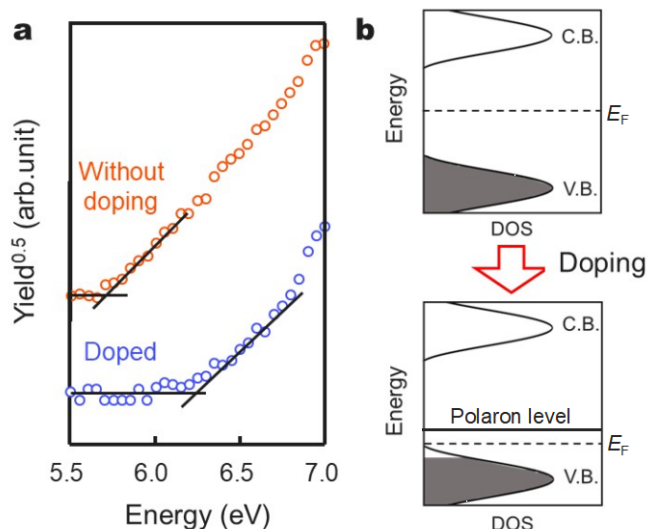 a
Yield^0.5 (arb.unit)
Without
doping
Doped
5.5 6.0 6.5 7.0
Energy (eV)
b
Energy
C.B.
E_F
V.B.
DOS
Doping
Energy
C.B.
Polaron level
E_F
V.B.
DOS